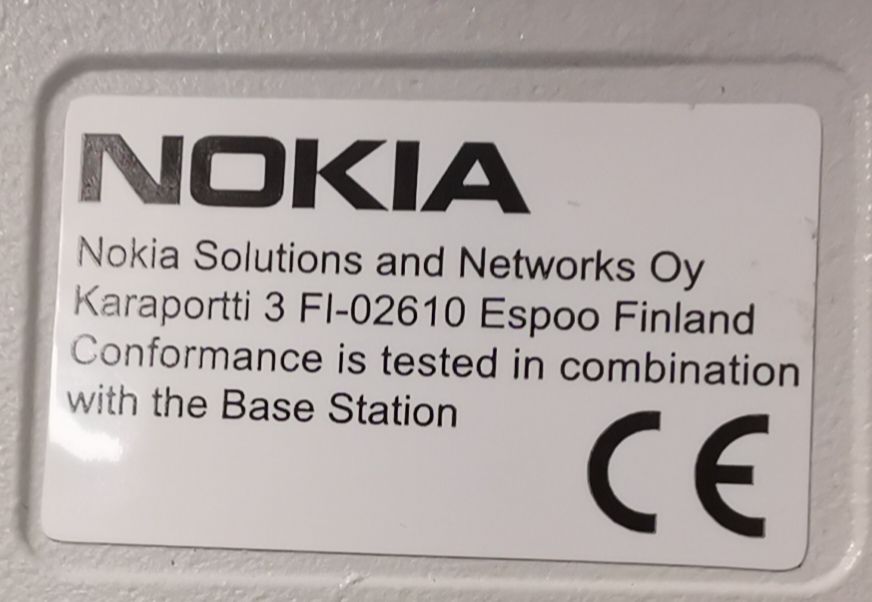 NOKIA
Nokia Solutions and Networks Oy
Karaportti 3 FI-02610 Espoo Finland
Conformance is tested in combination
with the Base Station
CE